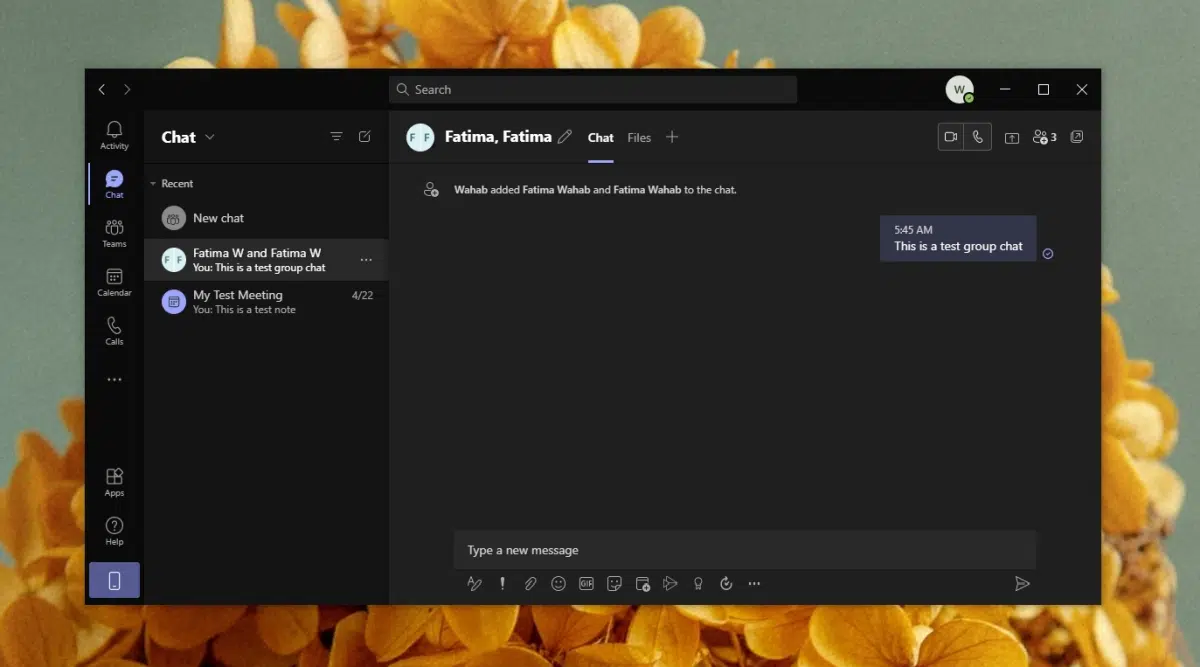 Search
W
Activity
Chat
Teams
Calendar
Calls
Apps
Help
Chat
Recent
New chat
F F
Fatima W and Fatima W
You: This is a test group chat
My Test Meeting 4/22
You: This is a test note
F F
Fatima, Fatima
Chat Files
3
Wahab added Fatima Wahab and Fatima Wahab to the chat.
5:45 AM
This is a test group chat
Type a new message
GIF